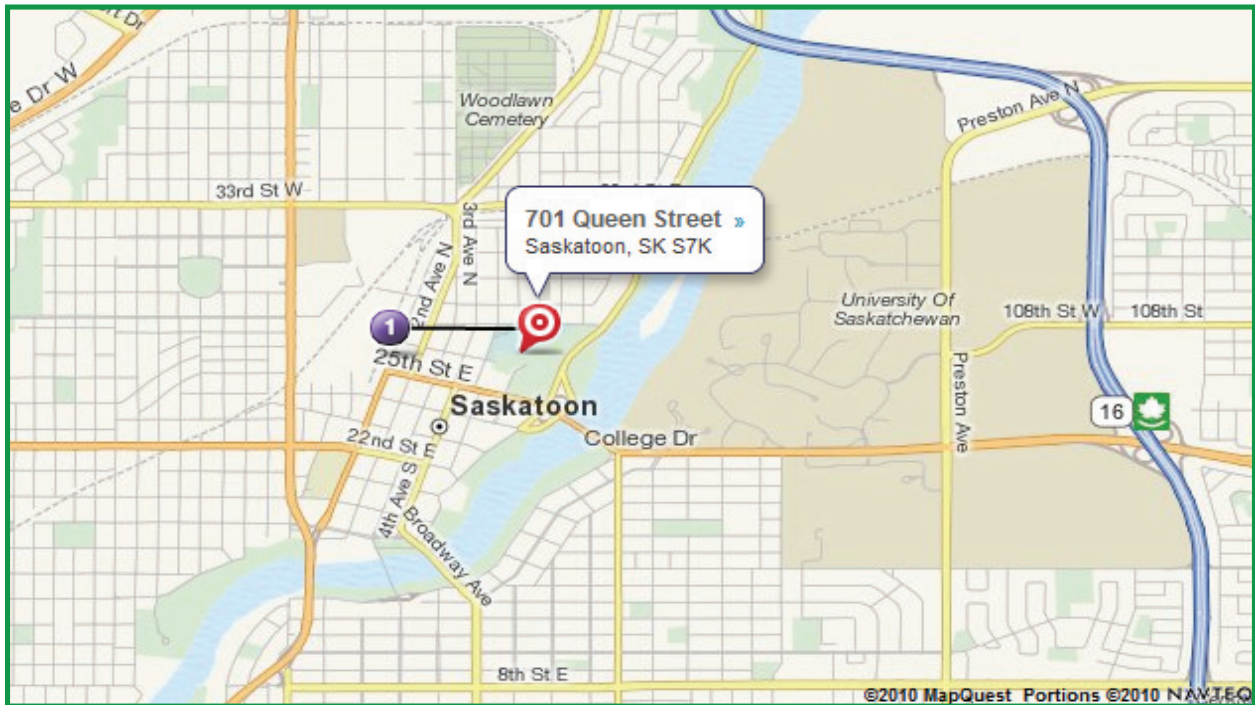 e Dr W
Woodlawn
Cemetery
Preston Ave N
33rd St W
3rd Ave N
2nd Ave N
701 Queen Street »
Saskatoon, SK S7K
1
25th St E
University Of
Saskatchewan
108th St W
108th St
Preston Ave
Saskatoon
16
22nd St E
College Dr
4th Ave S
Broadway Ave
8th St E
©2010 MapQuest Portions ©2010 NAVTEQ